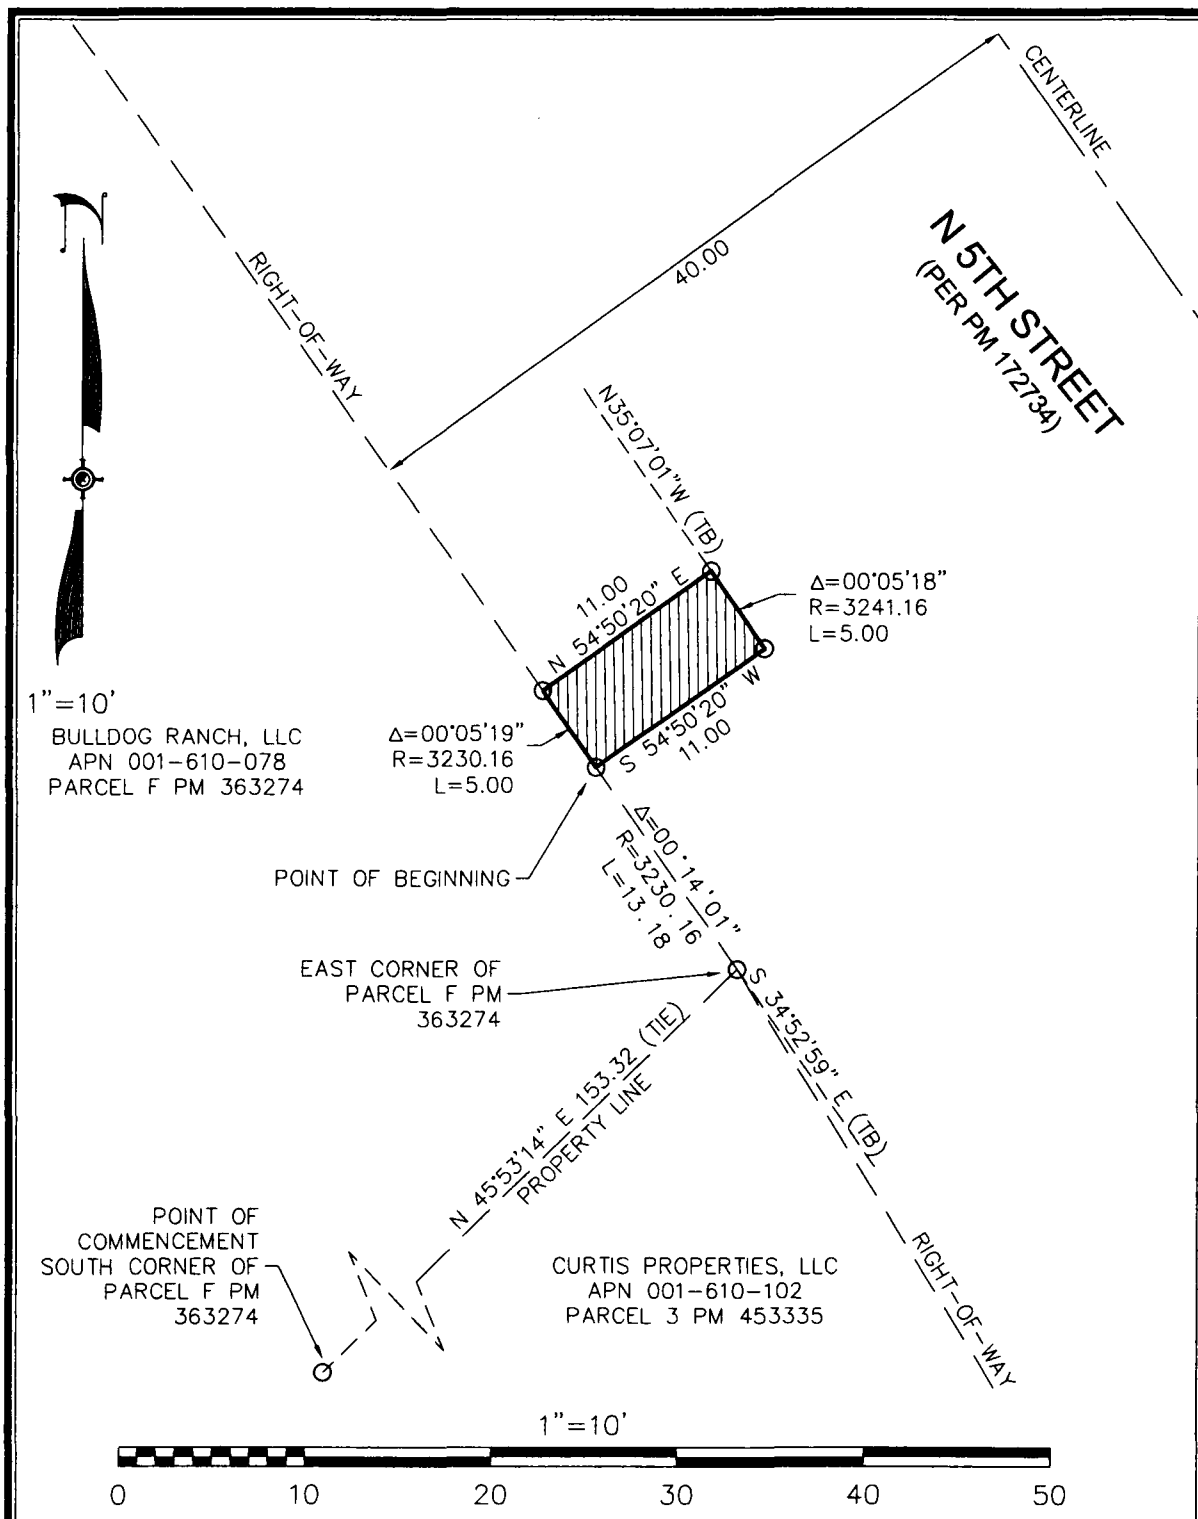 CENTERLINE
N 5TH STREET
(PER PM 172734)
40.00
RIGHT-OF-WAY
N35°07'01"W (TB)
11.00
N 54°50'20" E
Δ=00°05'18"
R=3241.16
L=5.00
1"=10'
BULLDOG RANCH, LLC
APN 001-610-078
PARCEL F PM 363274
Δ=00°05'19"
R=3230.16
L=5.00
S 54°50'20" W
11.00
POINT OF BEGINNING
Δ=00°14'01"
R=3230.16
L=13.18
EAST CORNER OF
PARCEL F PM
363274
S 34°52'59" E (TB)
N 45°53'14" E 153.32 (TIE)
PROPERTY LINE
POINT OF
COMMENCEMENT
SOUTH CORNER OF
PARCEL F PM
363274
CURTIS PROPERTIES, LLC
APN 001-610-102
PARCEL 3 PM 453335
RIGHT-OF-WAY
1"=10'
0 10 20 30 40 50